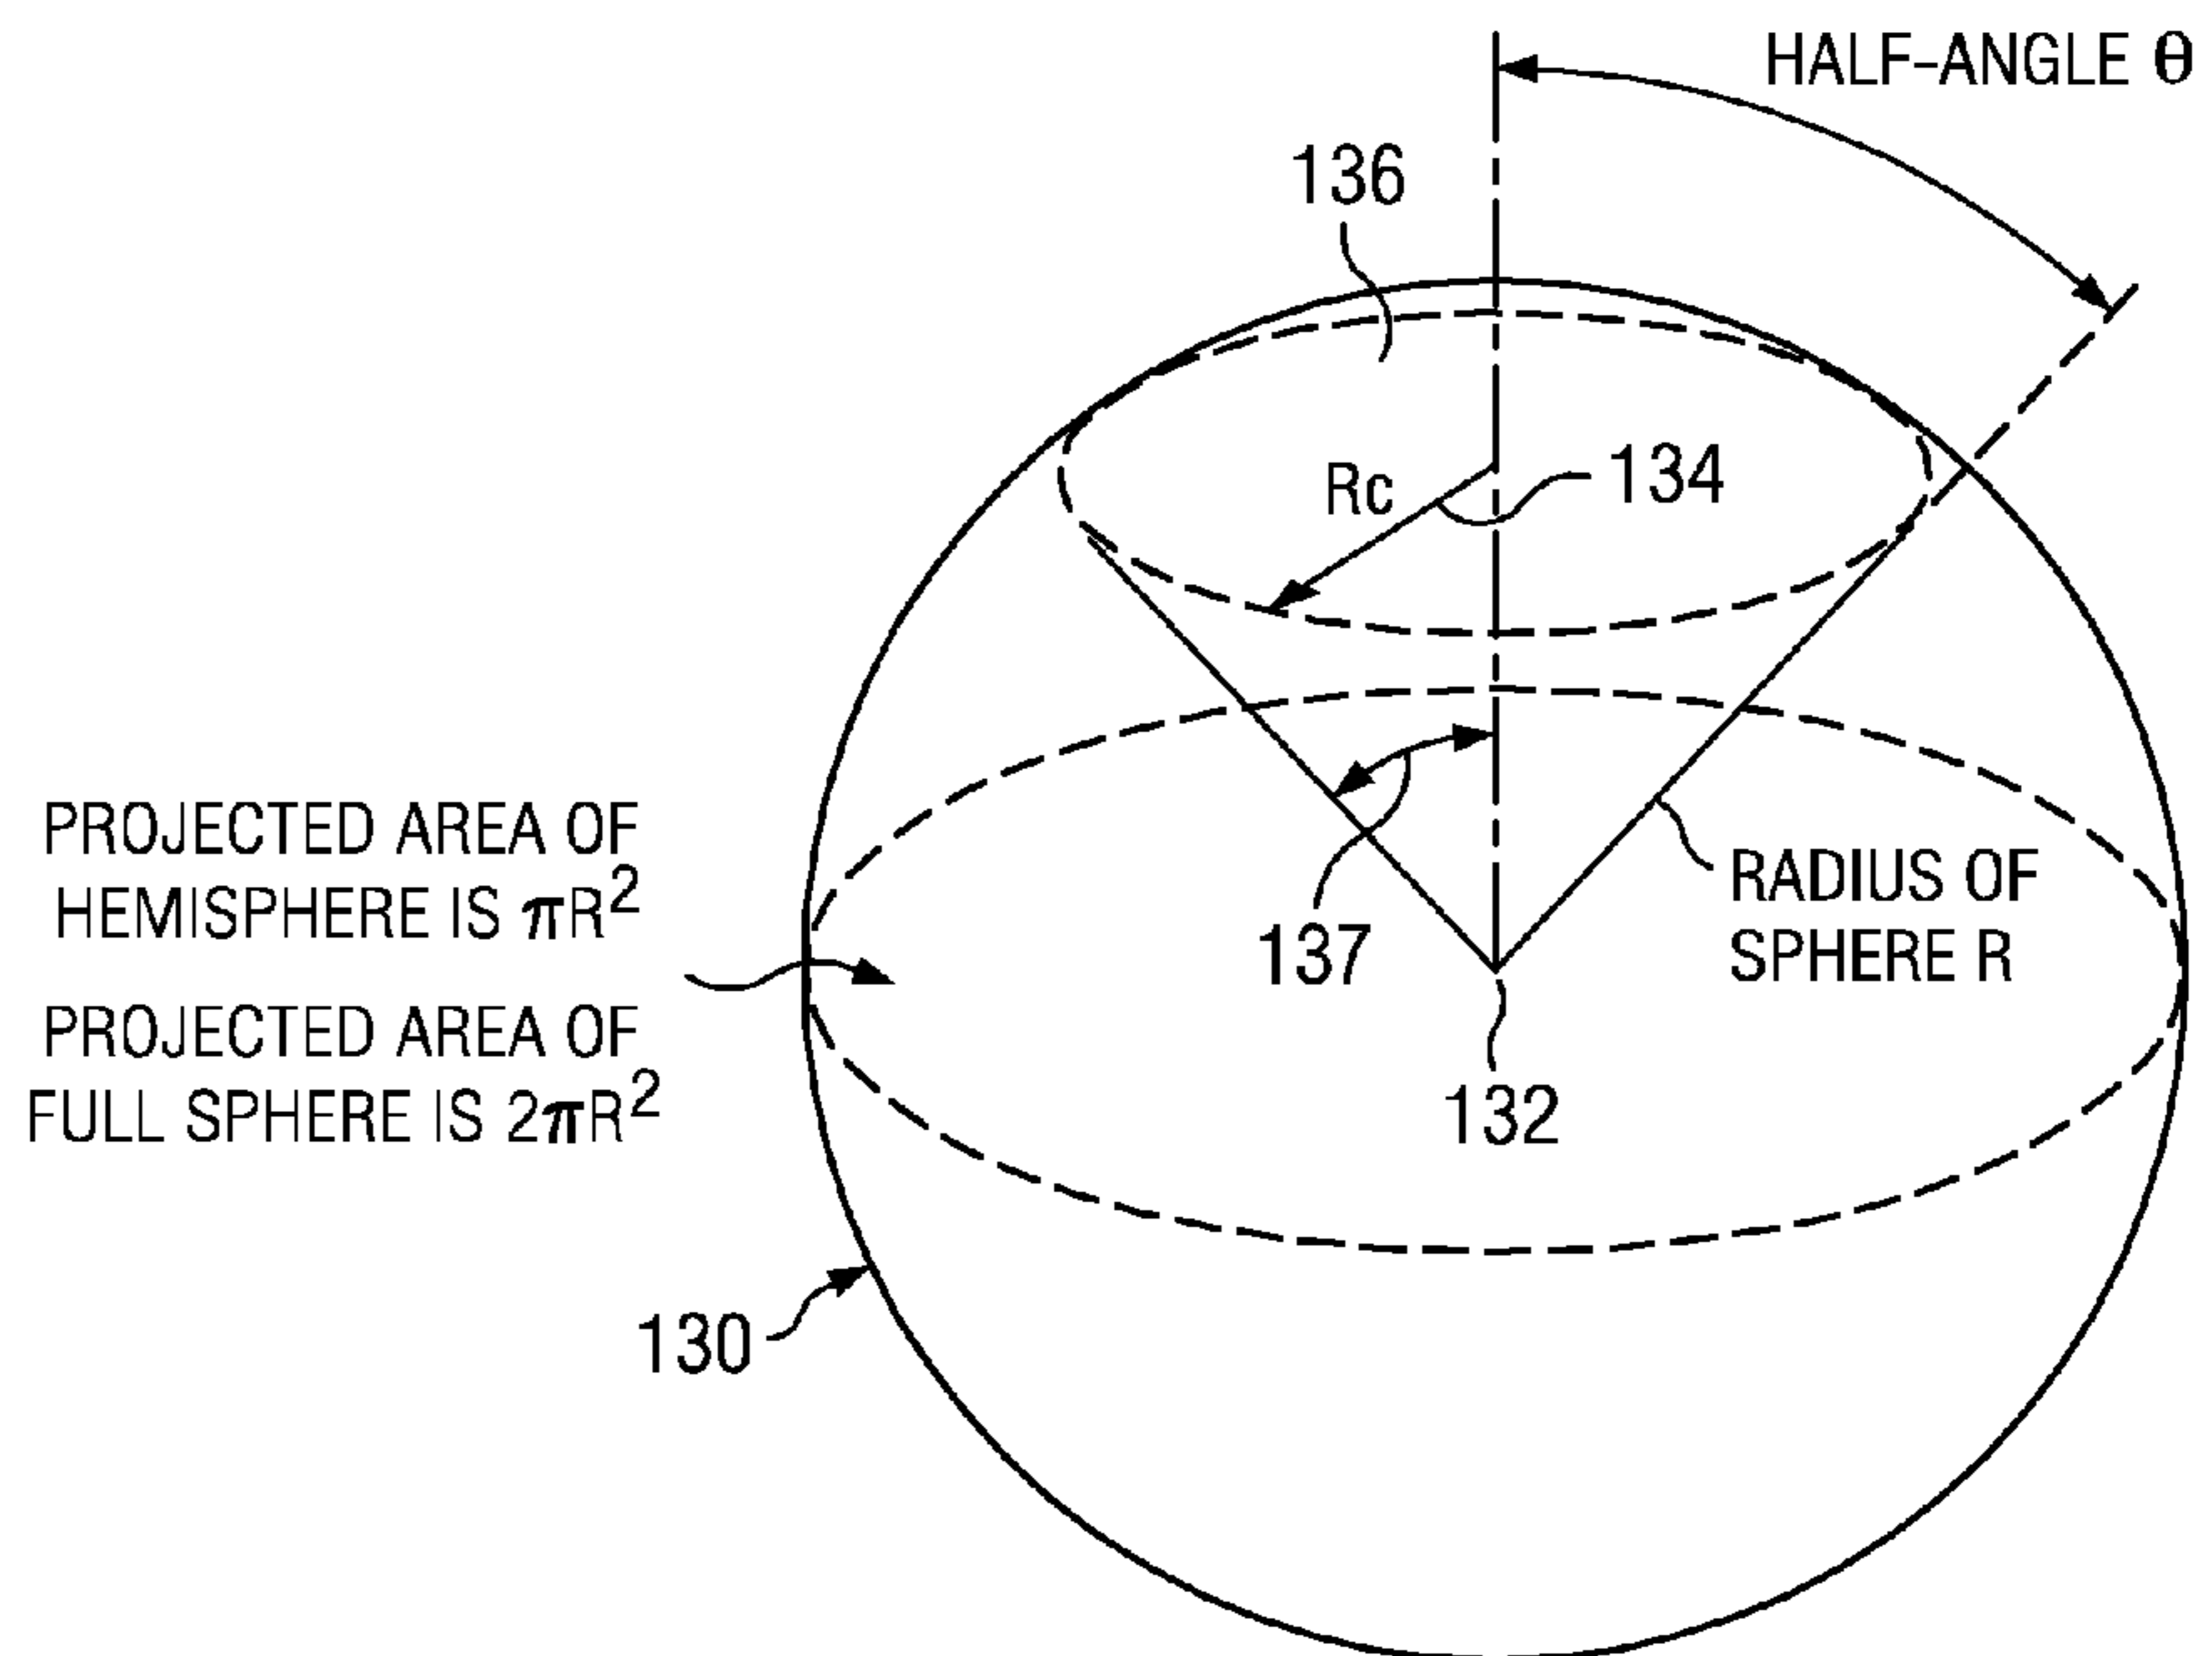 HALF-ANGLE θ
136
Rc
134
PROJECTED AREA OF
HEMISPHERE IS πR²
PROJECTED AREA OF
FULL SPHERE IS 2πR²
137
RADIUS OF
SPHERE R
132
130